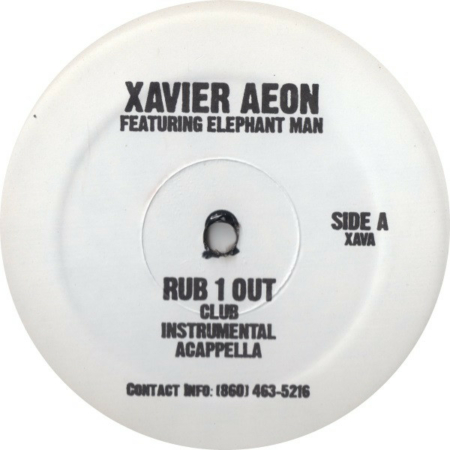 XAVIER AEON
FEATURING ELEPHANT MAN
SIDE A
XAVA
RUB 1 OUT
CLUB
INSTRUMENTAL
ACAPPELLA
CONTACT INFO: (860) 463-5216